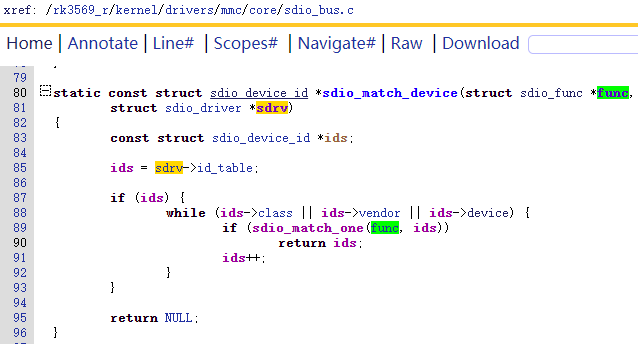 xref: /rk3569_r/kernel/drivers/mmc/core/sdio_bus.c
Home | Annotate | Line# | Scopes# | Navigate# | Raw | Download
79
80 static const struct sdio_device_id *sdio_match_device(struct sdio_func *func,
81 struct sdio_driver *sdrv)
82 {
83 const struct sdio_device_id *ids;
84
85 ids = sdrv->id_table;
86
87 if (ids) {
88 while (ids->class || ids->vendor || ids->device) {
89 if (sdio_match_one(func, ids))
90 return ids;
91 ids++;
92 }
93 }
94
95 return NULL;
96 }